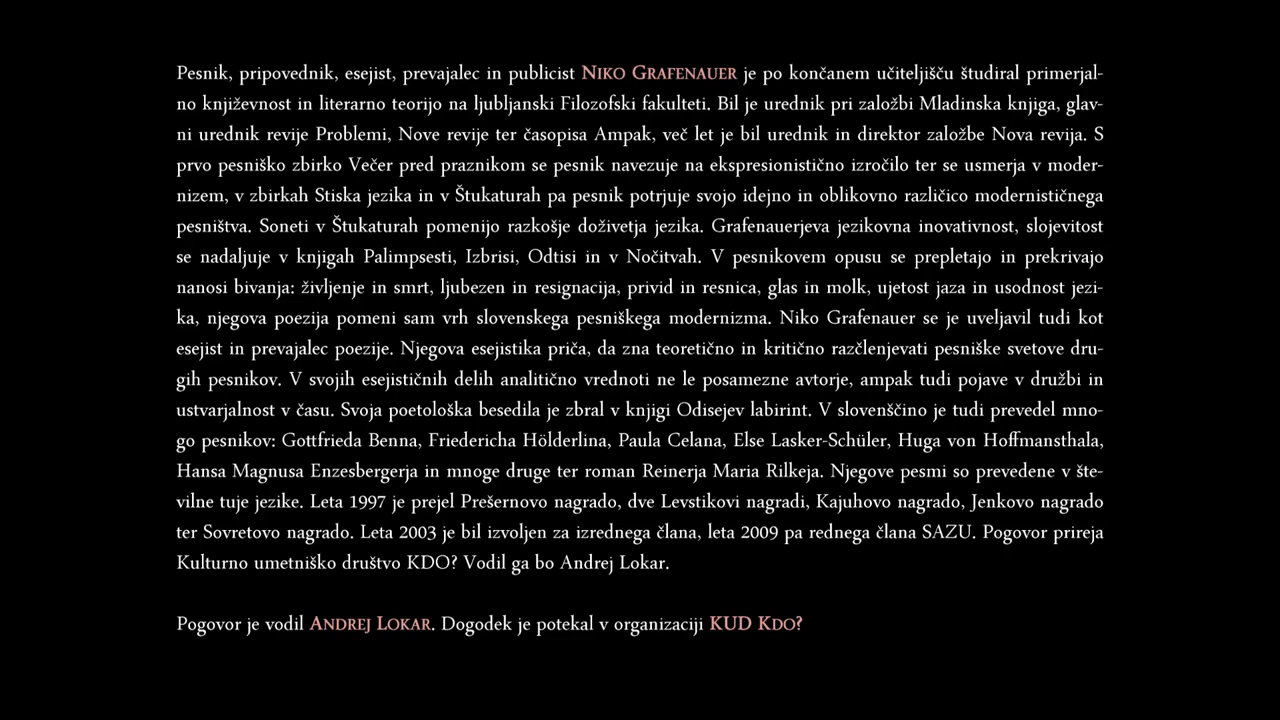 Pesnik, pripovednik, esejist, prevajalec in publicist NIKO GRAFENAUER je po končanem učiteljišču študiral primerjal-
no književnost in literarno teorijo na ljubljanski Filozofski fakulteti. Bil je urednik pri založbi Mladinska knjiga, glav-
ni urednik revije Problemi, Nove revije ter časopisa Ampak, več let je bil urednik in direktor založbe Nova revija. S
prvo pesniško zbirko Večer pred praznikom se pesnik navezuje na ekspresionistično izročilo ter se usmerja v moder-
nizem, v zbirkah Stiska jezika in v Štukaturah pa pesnik potrjuje svojo idejno in oblikovno različico modernističnega
pesništva. Soneti v Štukaturah pomenijo razkošje doživetja jezika. Grafenauerjeva jezikovna inovativnost, slojevitost
se nadaljuje v knjigah Palimpsesti, Izbrisi, Odtisi in v Nočitvah. V pesnikovem opusu se prepletajo in prekrivajo
nanosi bivanja: življenje in smrt, ljubezen in resignacija, privid in resnica, glas in molk, ujetost jaza in usodnost jezi-
ka, njegova poezija pomeni sam vrh slovenskega pesniškega modernizma. Niko Grafenauer se je uveljavil tudi kot
esejist in prevajalec poezije. Njegova esejistika priča, da zna teoretično in kritično razčlenjevati pesniške svetove dru-
gih pesnikov. V svojih esejističnih delih analitično vrednoti ne le posamezne avtorje, ampak tudi pojave v družbi in
ustvarjalnost v času. Svoja poetološka besedila je zbral v knjigi Odisejev labirint. V slovenščino je tudi prevedel mno-
go pesnikov: Gottfrieda Benna, Friedericha Hölderlina, Paula Celana, Else Lasker-Schüler, Huga von Hoffmansthala,
Hansa Magnusa Enzesbergerja in mnoge druge ter roman Reinerja Maria Rilkeja. Njegove pesmi so prevedene v šte-
vilne tuje jezike. Leta 1997 je prejel Prešernovo nagrado, dve Levstikovi nagradi, Kajuhovo nagrado, Jenkovo nagrado
ter Sovretovo nagrado. Leta 2003 je bil izvoljen za izrednega člana, leta 2009 pa rednega člana SAZU. Pogovor prireja
Kulturno umetniško društvo KDO? Vodil ga bo Andrej Lokar.
Pogovor je vodil ANDREJ LOKAR. Dogodek je potekal v organizaciji KUD KDO?